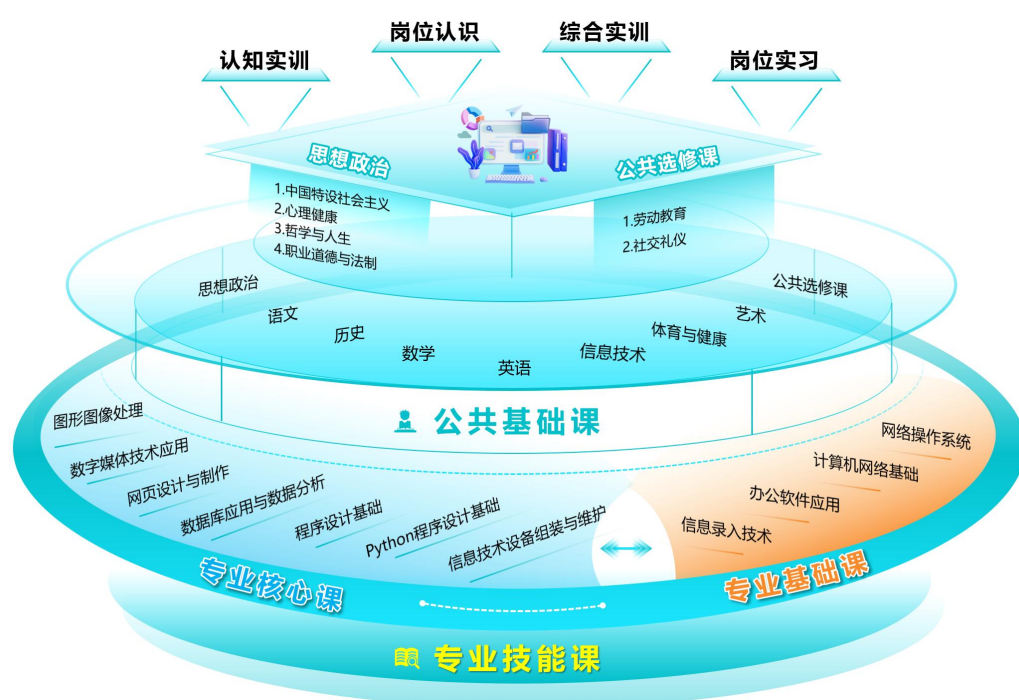 认知实训
岗位认识
综合实训
岗位实习
思想政治
1.中国特设社会主义
2.心理健康
3.哲学与人生
4.职业道德与法制
公共选修课
1.劳动教育
2.社交礼仪
思想政治
语文
历史
数学
英语
信息技术
体育与健康
艺术
公共选修课
公共基础课
图形图像处理
数字媒体技术应用
网页设计与制作
数据库应用与数据分析
程序设计基础
Python程序设计基础
信息技术设备组装与维护
信息录入技术
办公软件应用
计算机网络基础
网络操作系统
专业核心课
专业基础课
专业技能课